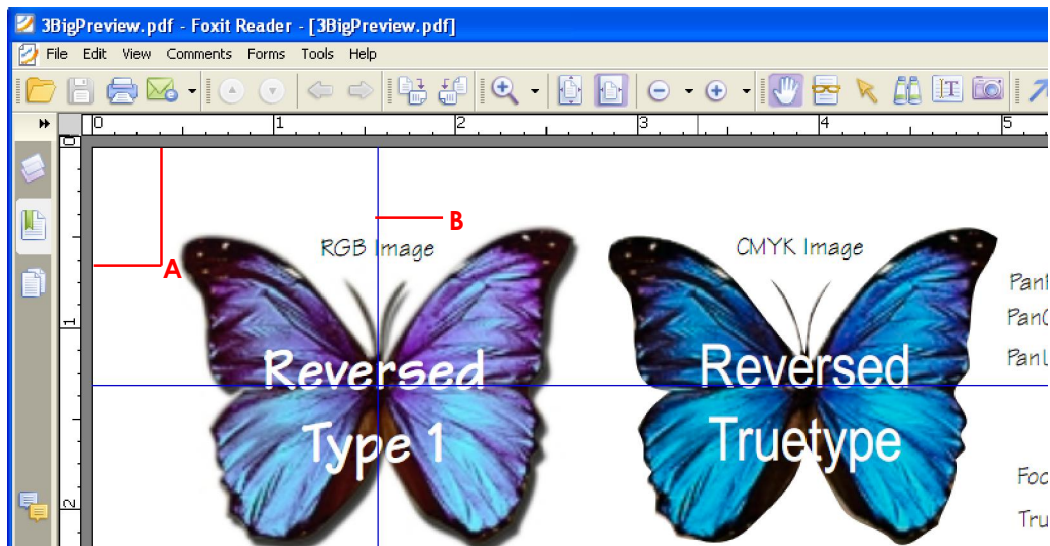 3BigPreview.pdf - Foxit Reader - [3BigPreview.pdf]
File Edit View Comments Forms Tools Help
T
0 1 2 3 4 5
0
B
RGB Image
CMYK Image
A
1
Reversed
Reversed
Type 1
Truetype
2